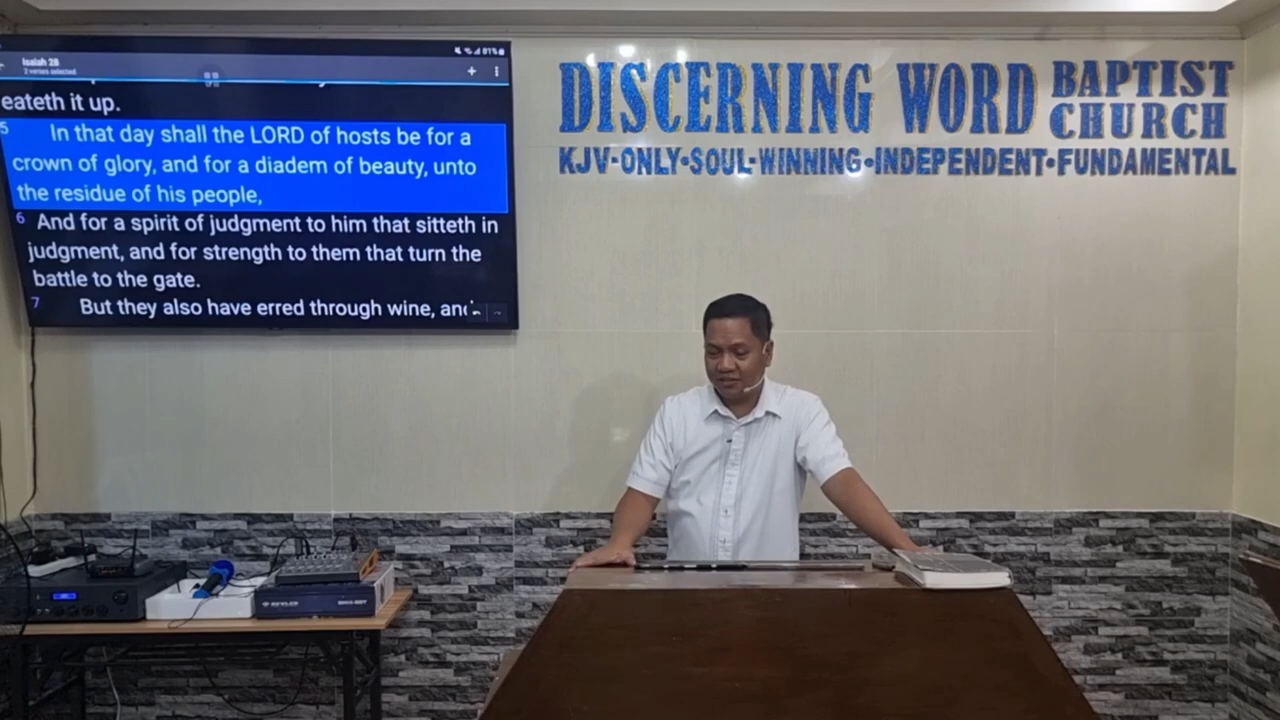 Isaiah 28
2 verses selected
81%
eateth it up.
5 In that day shall the LORD of hosts be for a
crown of glory, and for a diadem of beauty, unto
the residue of his people,
6 And for a spirit of judgment to him that sitteth in
judgment, and for strength to them that turn the
battle to the gate.
7 But they also have erred through wine, and
DISCERNING WORD BAPTIST
CHURCH
KJV-ONLY•SOUL-WINNING•INDEPENDENT•FUNDAMENTAL